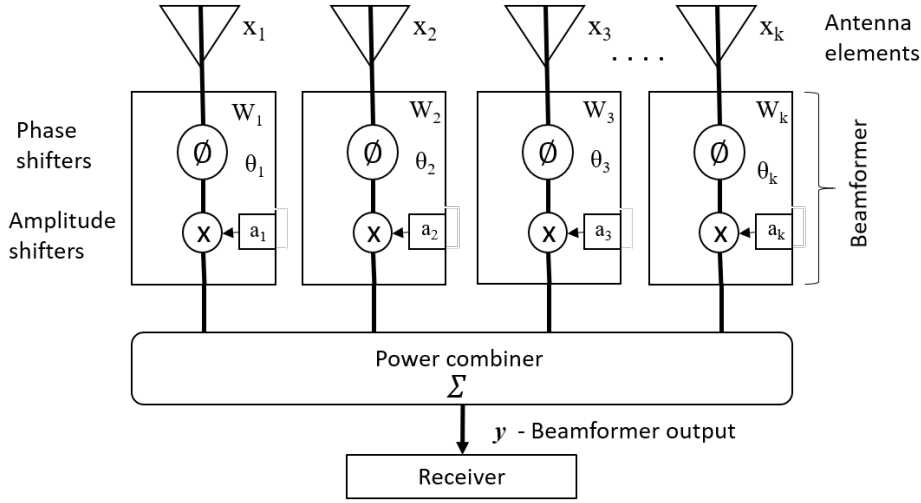 x₁ x₂ x₃ . . . . xₖ
Antenna
elements
W₁ W₂ W₃ Wₖ
Phase
shifters
Ø Ø Ø Ø
θ₁ θ₂ θ₃ θₖ
Amplitude
shifters
X a₁ X a₂ X a₃ X aₖ
Beamformer
Power combiner
Σ
y - Beamformer output
Receiver